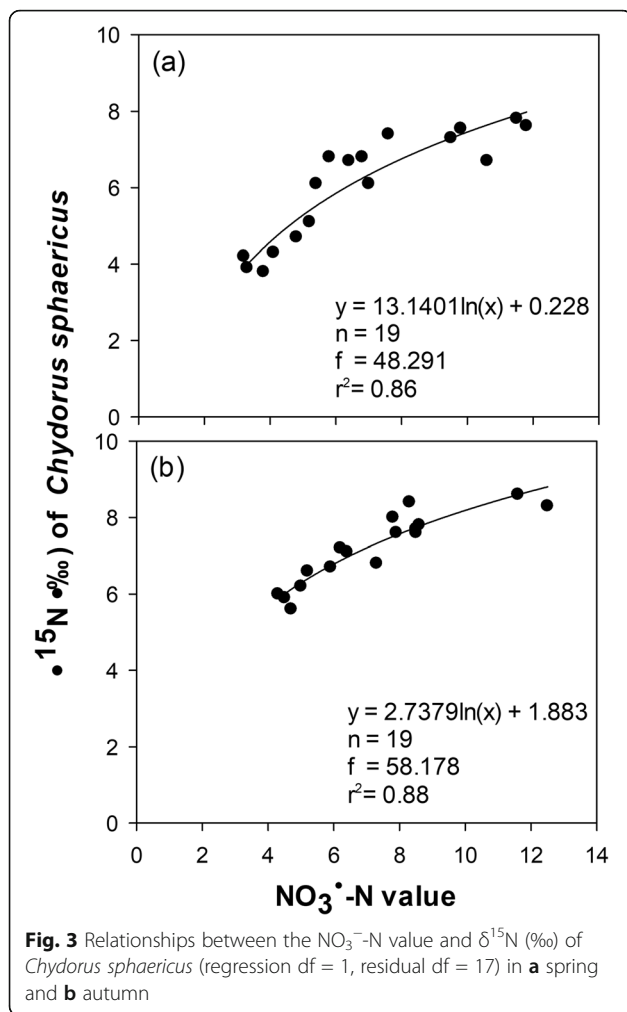 10
(a)
8
6
4
2
0
y = 13.1401ln(x) + 0.228
n = 19
f = 48.291
r²= 0.86
• ¹⁵N •‰) of Chydorus sphaericus
10
(b)
8
6
4
2
0
y = 2.7379ln(x) + 1.883
n = 19
f = 58.178
r²= 0.88
0 2 4 6 8 10 12 14
NO₃•-N value
Fig. 3 Relationships between the NO₃⁻-N value and δ¹⁵N (‰) of
Chydorus sphaericus (regression df = 1, residual df = 17) in a spring
and b autumn